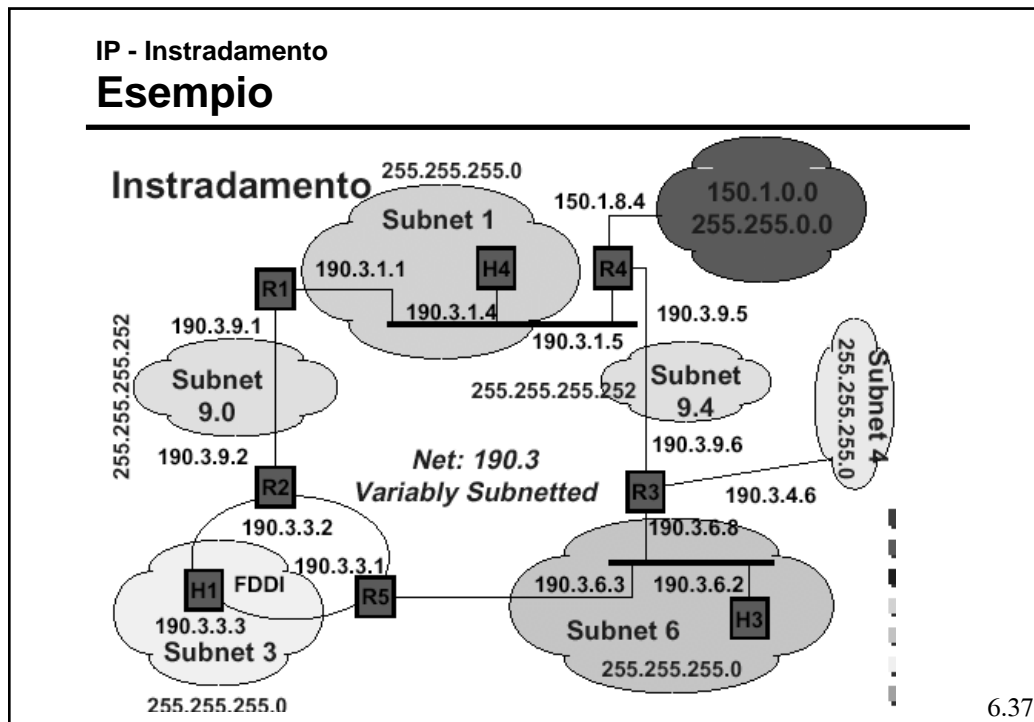 IP - Instradamento
Esempio
Instradamento
255.255.255.0
Subnet 1
150.1.8.4
150.1.0.0
255.255.0.0
R1
190.3.1.1
H4
R4
190.3.1.4
190.3.1.5
190.3.9.1
190.3.9.5
255.255.255.252
Subnet
9.0
255.255.255.252
Subnet
9.4
Subnet 4
255.255.255.0
190.3.9.2
Net: 190.3
Variably Subnetted
190.3.9.6
R2
R3
190.3.4.6
190.3.3.2
190.3.6.8
190.3.3.1
FDDI
H1
R5
190.3.6.3
190.3.6.2
H3
190.3.3.3
Subnet 3
Subnet 6
255.255.255.0
255.255.255.0
6.37